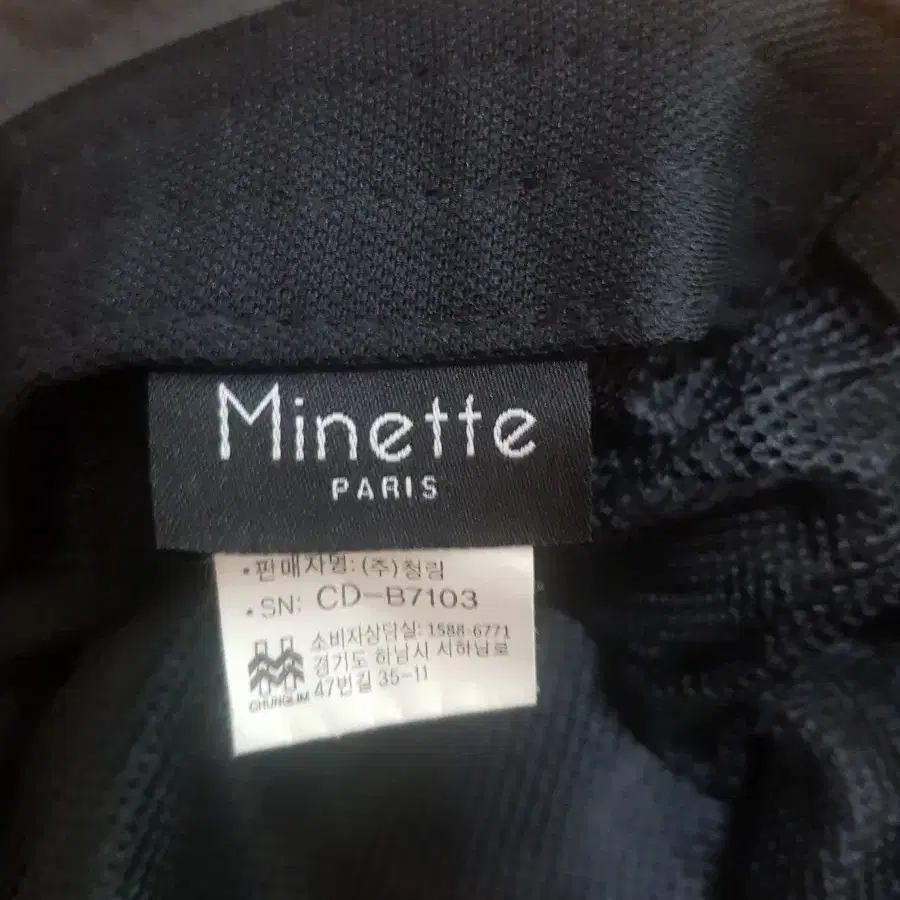 Minette
PARIS
• 판매자명: (주)청림
• SN: CD-B7103
소비자상담실: 1588-6771
경기도 하남시 서하남로
47번길 35-11
CHUNGLIM